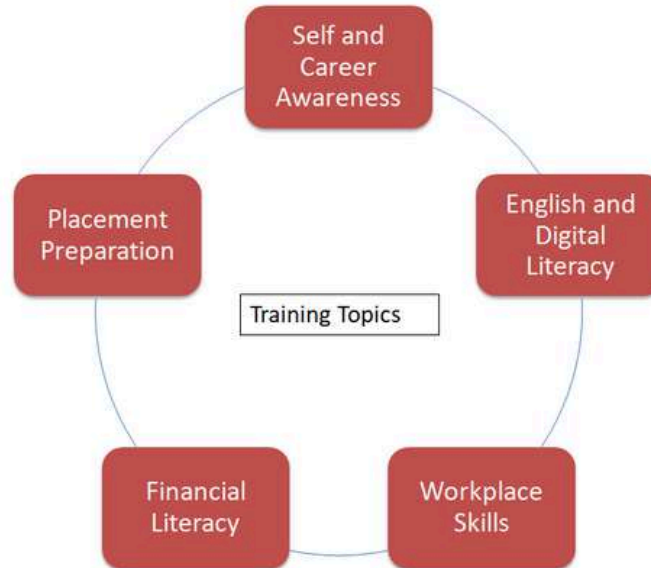 Self and
Career
Awareness
English and
Digital
Literacy
Workplace
Skills
Financial
Literacy
Placement
Preparation
Training Topics